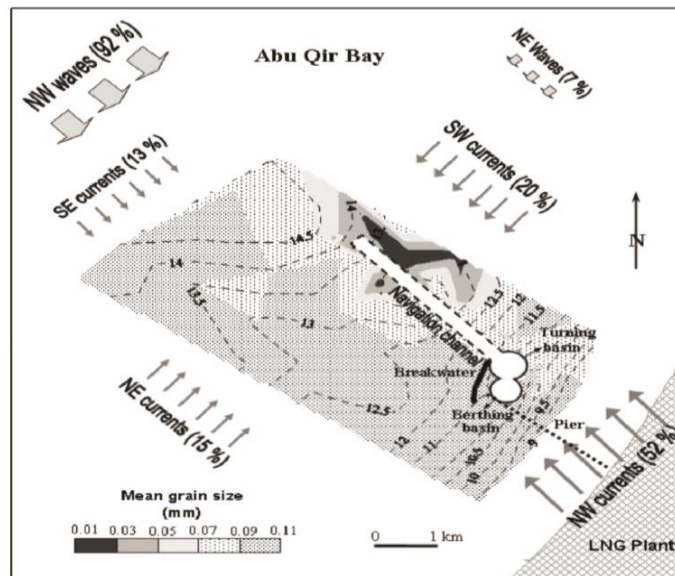 Abu Qir Bay
NW waves (92 %)
NE Waves (7 %)
SE currents (13 %)
SW currents (20 %)
N
14
14.5
14
13.5
13
12.5
12.5
12
11.5
Navigation channel
Turning
basin
Breakwater
Berthing
basin
Pier
9.5
9
12
11
10.5
10
NE currents (15 %)
NW currents (52 %)
LNG Plant
Mean grain size
(mm)
0.01 0.03 0.05 0.07 0.09 0.11
0 1 km